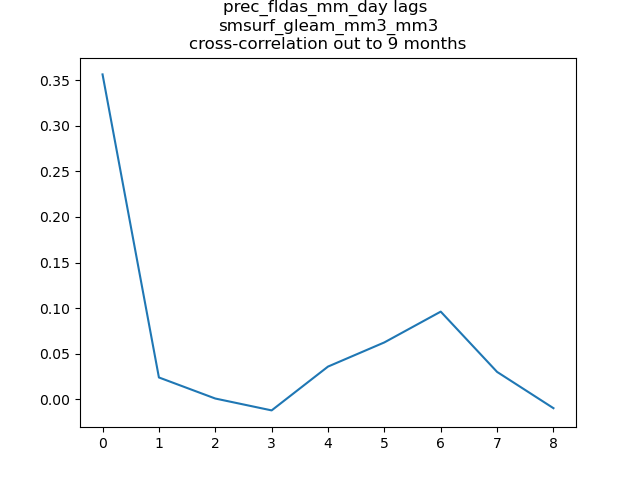 prec_fldas_mm_day lags
smsurf_gleam_mm3_mm3
cross-correlation out to 9 months
0.35
0.30
0.25
0.20
0.15
0.10
0.05
0.00
0 1 2 3 4 5 6 7 8